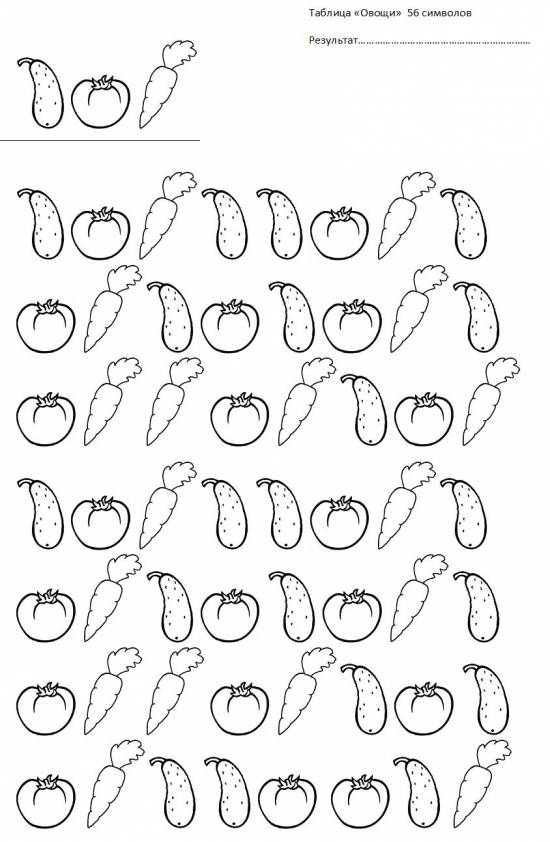 Таблица «Овощи» 56 символов
Результат……………………………………………………